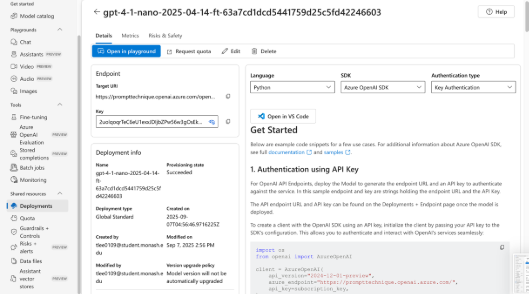 Get started
Model catalog
Playgrounds
Chat
Assistants PREVIEW
Video PREVIEW
Audio PREVIEW
Images
Tools
Fine-tuning
Azure
OpenAI PREVIEW
Evaluation
Stored
completions PREVIEW
Batch jobs
Monitoring
Shared resources
Deployments
Quota
Guardrails +
Controls
Risks + PREVIEW
alerts
Data files
Assistant
vector PREVIEW
stores
gpt-4-1-nano-2025-04-14-ft-63a7cd1dcd5441759d25c5fd42246603
Help
Details Metrics Risks & Safety
Open in playground Request quota Edit Delete
Endpoint
Target URI
https://prompttechnique.openai.azure.com/open...
Key
Deployment info
Name
gpt-4-1-nano-2025-04-14-
ft-
63a7cd1dcd5441759d25c5f
d42246603
Provisioning state
Succeeded
Deployment type
Global Standard
Created on
2025-09-
07T04:56:46.9716225Z
Created by
tlee0109@student.monash.e
du
Modified on
Sep 7, 2025 2:56 PM
Modified by
tlee0109@student.monash.e
du
Version upgrade policy
Model version will not be
automatically upgraded
Language
Python
SDK
Azure OpenAI SDK
Authentication type
Key Authentication
Open in VS Code
Get Started
Below are example code snippets for a few use cases. For additional information about Azure OpenAI SDK,
see full documentation and samples.
1. Authentication using API Key
For OpenAI API Endpoints, deploy the Model to generate the endpoint URL and an API key to authenticate
against the service. In this sample endpoint and key are strings holding the endpoint URL and the API Key.
The API endpoint URL and API key can be found on the Deployments + Endpoint page once the model is
deployed.
To create a client with the OpenAI SDK using an API key, initialize the client by passing your API key to the
SDK's configuration. This allows you to authenticate and interact with OpenAI's services seamlessly:
import os
from openai import AzureOpenAI
client = AzureOpenAI(
api_version="2024-12-01-preview",
azure_endpoint="https://prompttechnique.openai.azure.com/",
api_key=subscription_key,